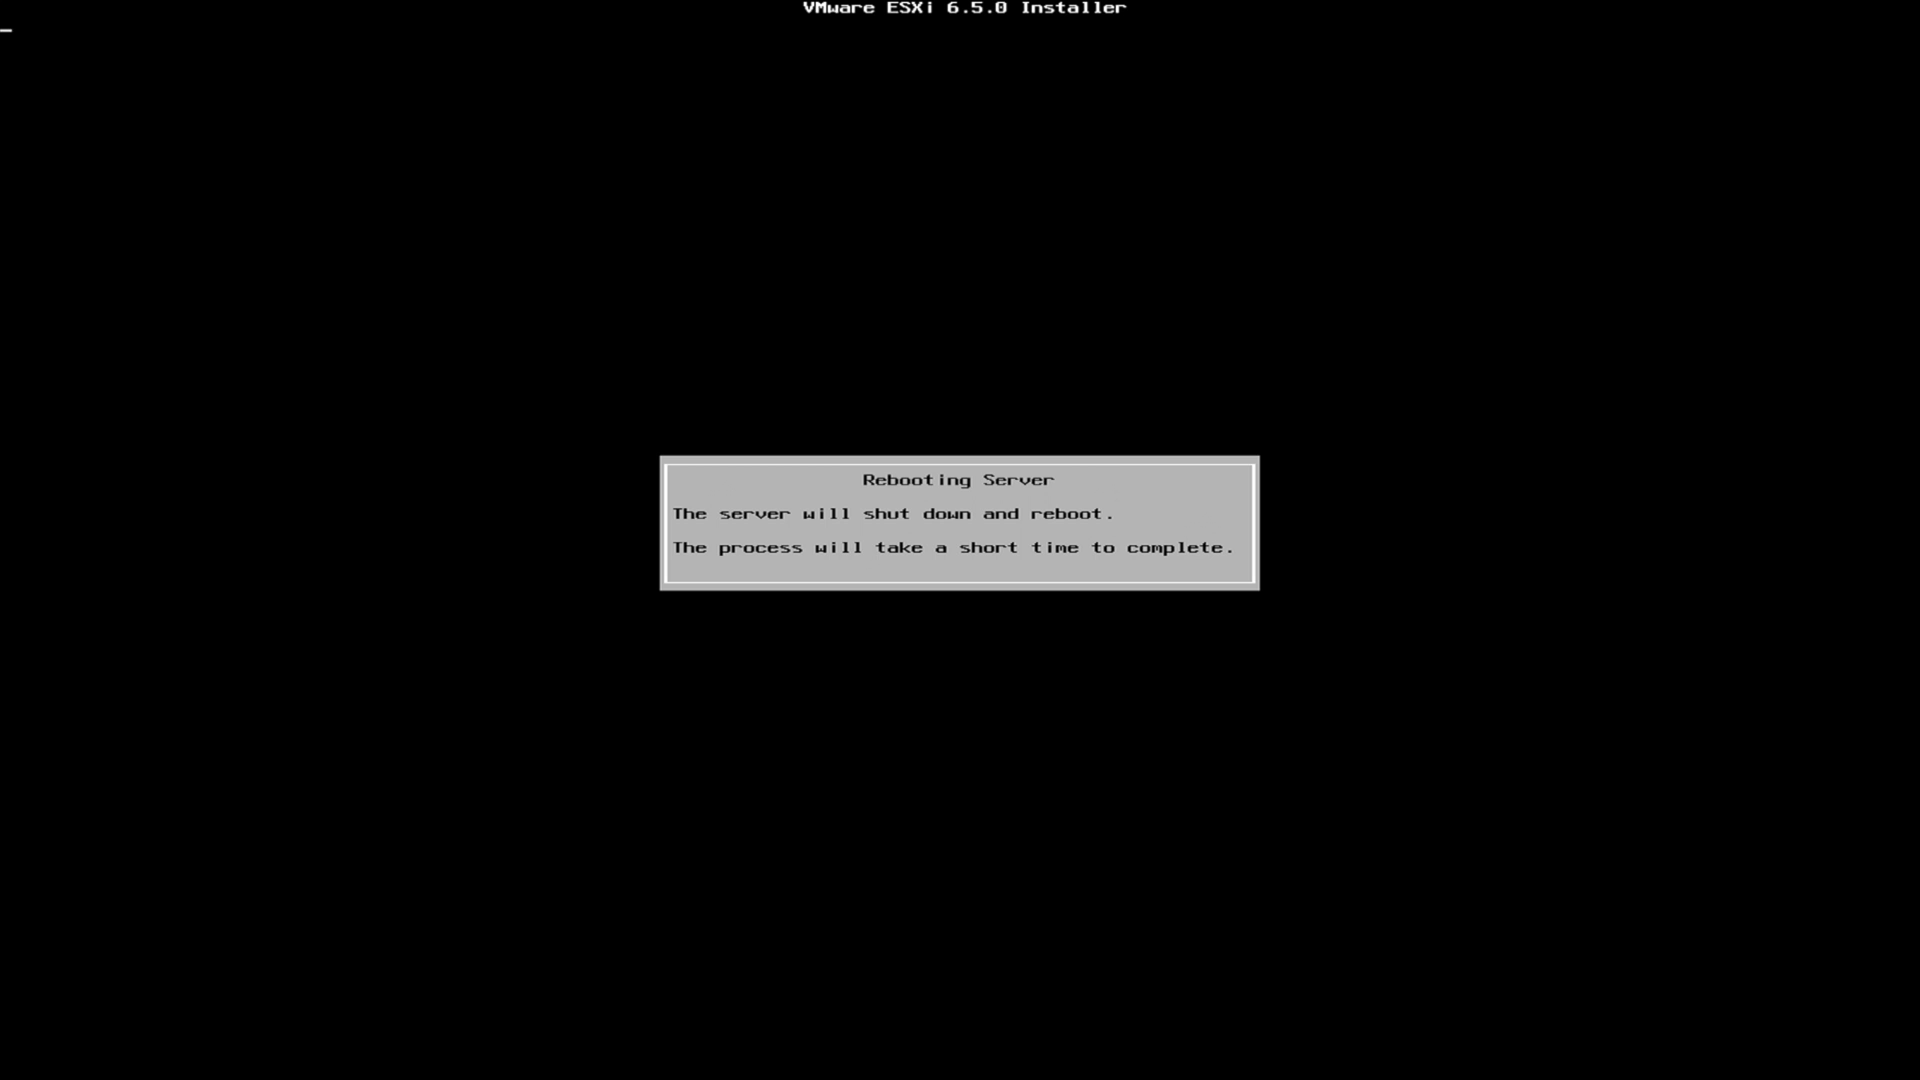 VMware ESXi 6.5.0 Installer
Rebooting Server
The server will shut down and reboot.
The process will take a short time to complete.